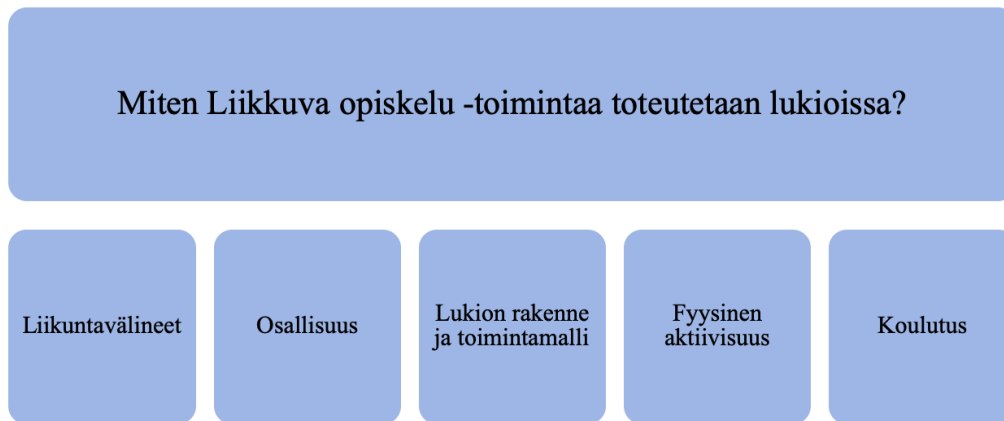 Miten Liikkuva opiskelu -toimintaa toteutetaan lukioissa?
Liikuntavälineet
Osallisuus
Lukion rakenne
ja toimintamalli
Fyysinen
aktiivisuus
Koulutus